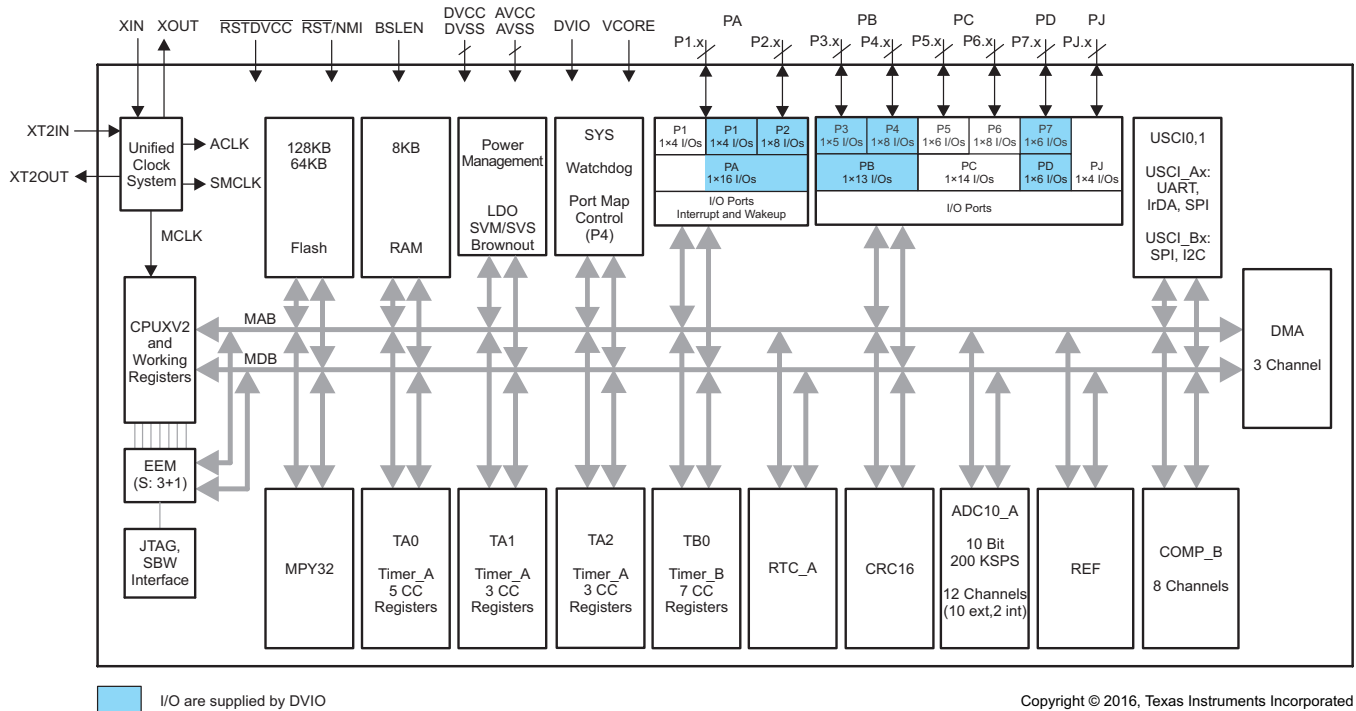 XIN XOUT
RSTDVCC RST/NMI BSLEN
DVCC
DVSS
AVCC
AVSS
DVIO VCORE
PA
P1.x P2.x
PB
P3.x P4.x
PC
P5.x P6.x
PD
P7.x
PJ
PJ.x
XT2IN
XT2OUT
Unified
Clock
System
ACLK
SMCLK
MCLK
128KB
64KB
Flash
8KB
RAM
Power
Management
LDO
SVM/SVS
Brownout
SYS
Watchdog
Port Map
Control
(P4)
P1
1×4 I/Os
P1
1×4 I/Os
P2
1×8 I/Os
PA
1×16 I/Os
I/O Ports
Interrupt and Wakeup
P3
1×5 I/Os
P4
1×8 I/Os
P5
1×6 I/Os
P6
1×8 I/Os
P7
1×6 I/Os
PB
1×13 I/Os
PC
1×14 I/Os
PD
1×6 I/Os
PJ
1×4 I/Os
I/O Ports
USCI0,1
USCI_Ax:
UART,
IrDA, SPI
USCI_Bx:
SPI, I2C
CPUXV2
and
Working
Registers
MAB
MDB
DMA
3 Channel
EEM
(S: 3+1)
JTAG,
SBW
Interface
MPY32
TA0
Timer_A
5 CC
Registers
TA1
Timer_A
3 CC
Registers
TA2
Timer_A
3 CC
Registers
TB0
Timer_B
7 CC
Registers
RTC_A
CRC16
ADC10_A
10 Bit
200 KSPS
12 Channels
(10 ext,2 int)
REF
COMP_B
8 Channels
I/O are supplied by DVIO
Copyright © 2016, Texas Instruments Incorporated